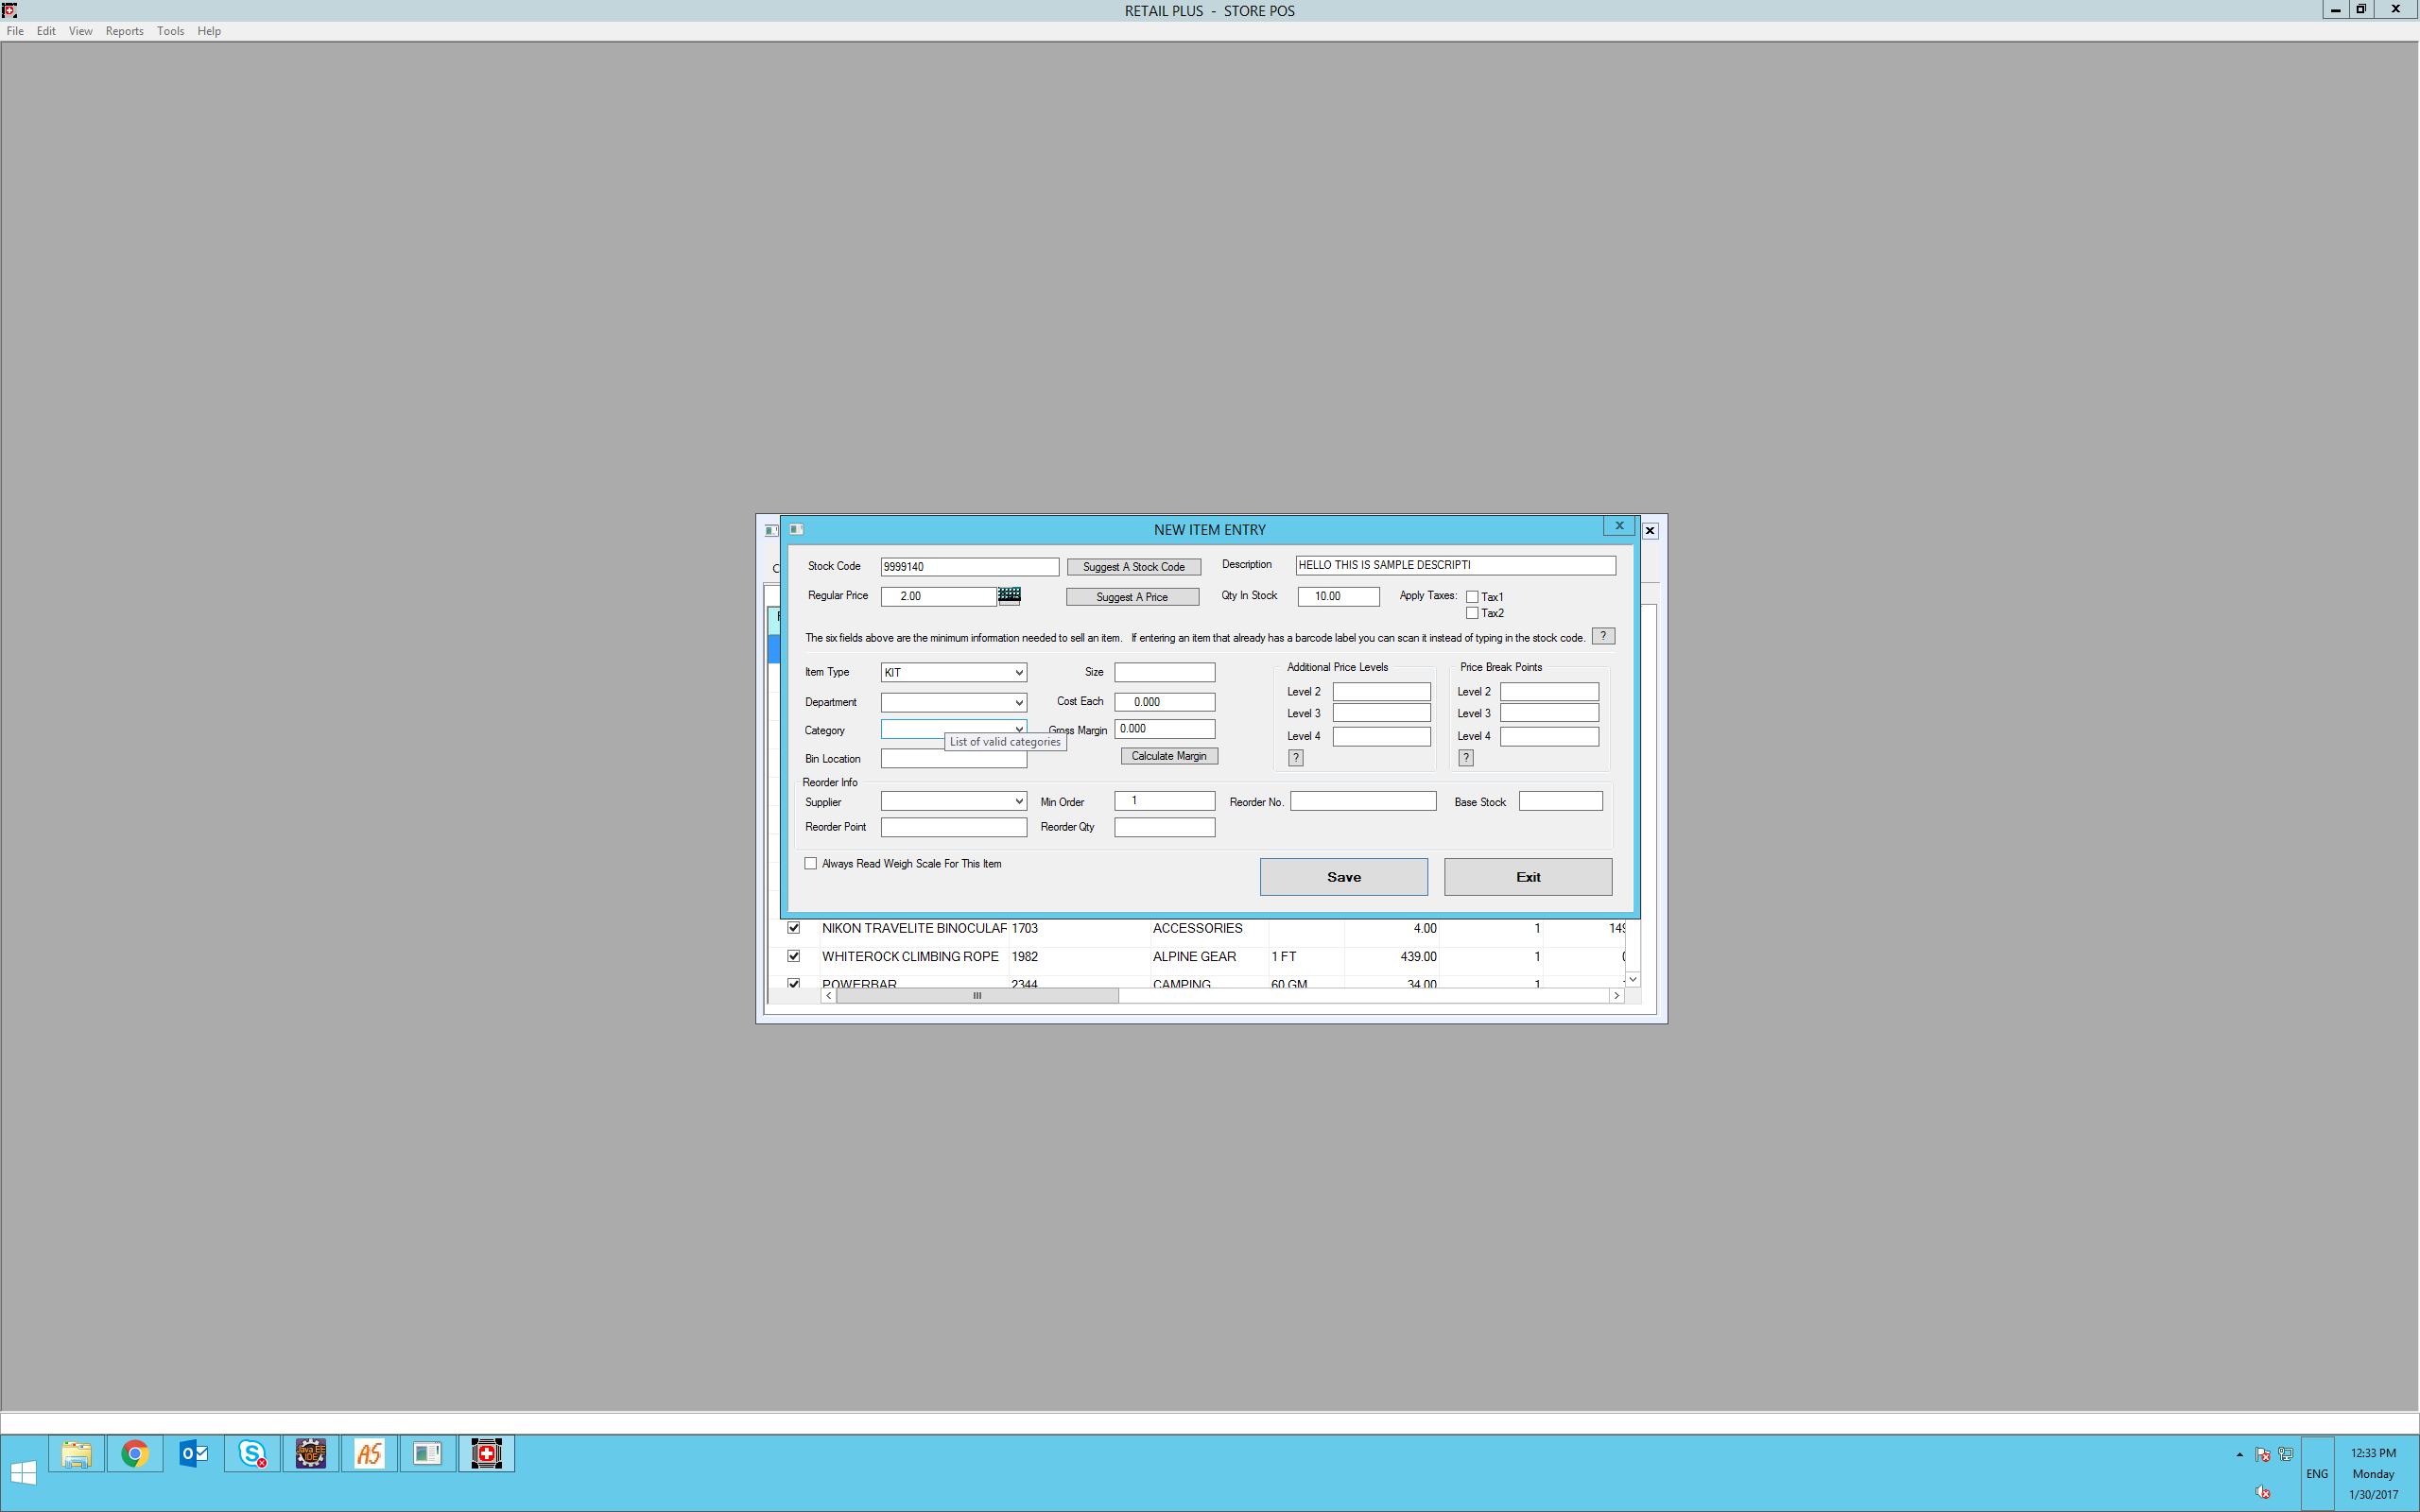 RETAIL PLUS - STORE POS
File Edit View Reports Tools Help
NEW ITEM ENTRY
Stock Code 9999140 Suggest A Stock Code Description HELLO THIS IS SAMPLE DESCRIPTI
Regular Price 2.00 Suggest A Price Qty In Stock 10.00 Apply Taxes: Tax1
Tax2
The six fields above are the minimum information needed to sell an item. If entering an item that already has a barcode label you can scan it instead of typing in the stock code. ?
Item Type KIT Size Additional Price Levels Price Break Points
Level 2 Level 2
Department Cost Each 0.000
Level 3 Level 3
Category Gross Margin 0.000
Level 4 Level 4
List of valid categories
Bin Location Calculate Margin ? ?
Reorder Info
Supplier Min Order 1 Reorder No. Base Stock
Reorder Point Reorder Qty
Always Read Weigh Scale For This Item
Save Exit
NIKON TRAVELITE BINOCULAR 1703 ACCESSORIES 4.00 1 149
WHITEROCK CLIMBING ROPE 1982 ALPINE GEAR 1 FT 439.00 1
POWERBAR 2344 CAMPING 60 GM 34.00 1
Java EE
IDE
AS
ENG
12:33 PM
Monday
1/30/2017